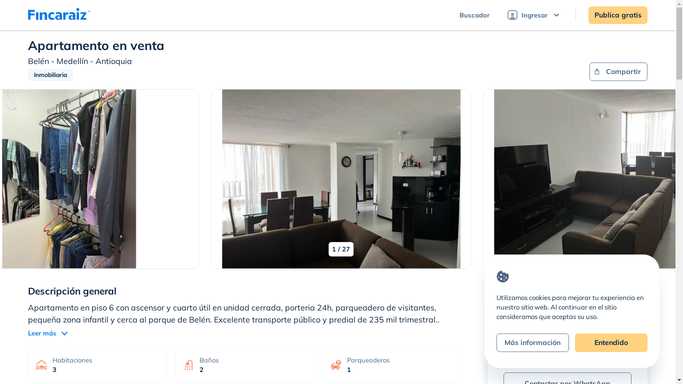 Fincaraiz
Buscador
Ingresar
Publica gratis
Apartamento en venta
Belén - Medellín - Antioquia
Inmobiliaria
Compartir
1 / 27
Descripción general
Apartamento en piso 6 con ascensor y cuarto útil en unidad cerrada, porteria 24h, parqueadero de visitantes,
pequeña zona infantil y cerca al parque de Belén. Excelente transporte público y predial de 235 mil trimestral..
Leer más
Habitaciones
3
Baños
2
Parqueaderos
1
Utilizamos cookies para mejorar tu experiencia en
nuestro sitio web. Al continuar en el sitio
consideramos que aceptas su uso.
Más información
Entendido
Contactar por WhatsApp